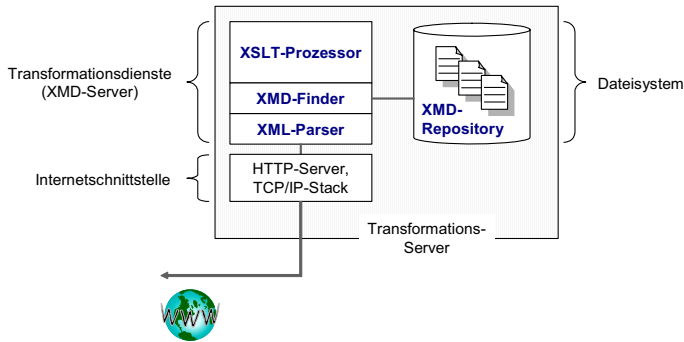 Transformationsdienste
(XMD-Server)
XSLT-Prozessor
XMD-Finder
XML-Parser
XMD-
Repository
Dateisystem
Internetschnittstelle
HTTP-Server,
TCP/IP-Stack
Transformations-
Server
WWW